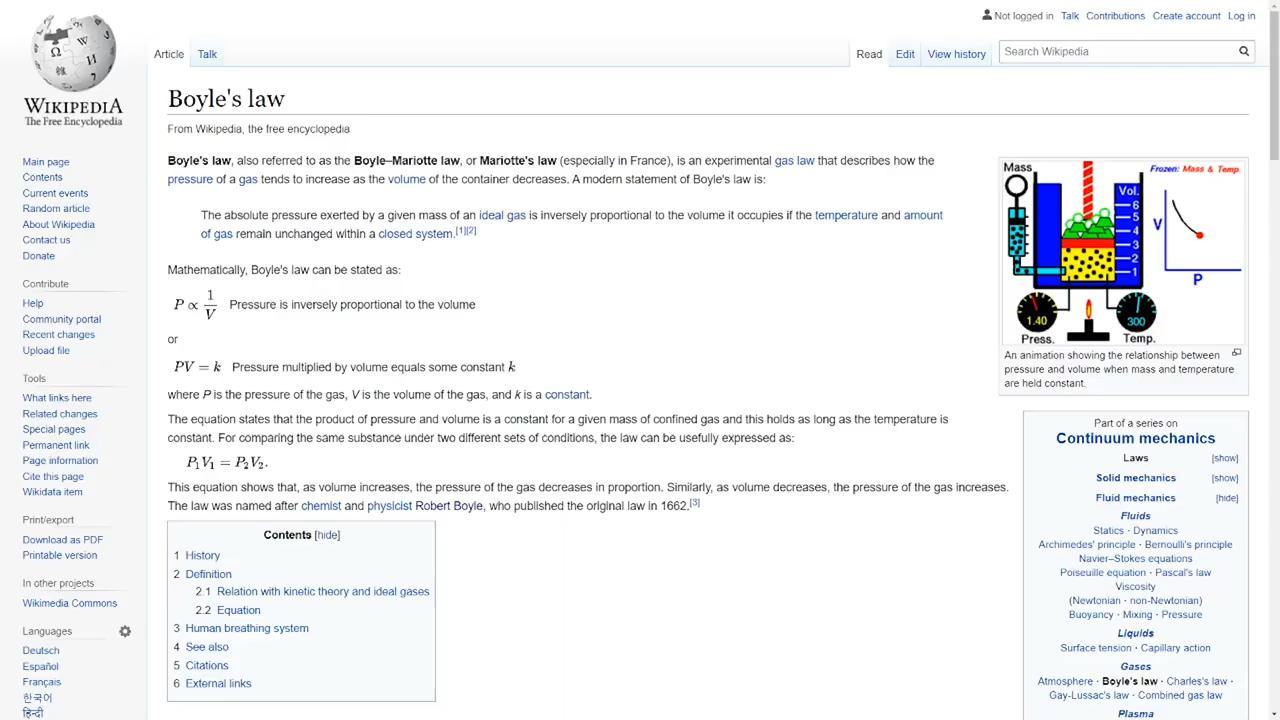 Not logged in Talk Contributions Create account Log in
Article Talk Read Edit View history Search Wikipedia
WIKIPEDIA
The Free Encyclopedia
Main page
Contents
Current events
Random article
About Wikipedia
Contact us
Donate
Contribute
Help
Community portal
Recent changes
Upload file
Tools
What links here
Related changes
Special pages
Permanent link
Page information
Cite this page
Wikidata item
Print/export
Download as PDF
Printable version
In other projects
Wikimedia Commons
Languages
Deutsch
Español
Français
한국어
हिन्दी
Boyle's law
From Wikipedia, the free encyclopedia
Boyle's law, also referred to as the Boyle–Mariotte law, or Mariotte's law (especially in France), is an experimental gas law that describes how the
pressure of a gas tends to increase as the volume of the container decreases. A modern statement of Boyle's law is:
The absolute pressure exerted by a given mass of an ideal gas is inversely proportional to the volume it occupies if the temperature and amount
of gas remain unchanged within a closed system.[1][2]
Mathematically, Boyle's law can be stated as:
P ∝ 1/V Pressure is inversely proportional to the volume
or
PV = k Pressure multiplied by volume equals some constant k
where P is the pressure of the gas, V is the volume of the gas, and k is a constant.
The equation states that the product of pressure and volume is a constant for a given mass of confined gas and this holds as long as the temperature is
constant. For comparing the same substance under two different sets of conditions, the law can be usefully expressed as:
P₁V₁ = P₂V₂.
This equation shows that, as volume increases, the pressure of the gas decreases in proportion. Similarly, as volume decreases, the pressure of the gas increases.
The law was named after chemist and physicist Robert Boyle, who published the original law in 1662.[3]
Contents [hide]
1 History
2 Definition
2.1 Relation with kinetic theory and ideal gases
2.2 Equation
3 Human breathing system
4 See also
5 Citations
6 External links
Mass
Frozen: Mass & Temp.
Vol.
6
5
4
3
2
1
V
P
1.40
300
Press. Temp.
An animation showing the relationship between
pressure and volume when mass and temperature
are held constant.
Part of a series on
Continuum mechanics
Laws [show]
Solid mechanics [show]
Fluid mechanics [hide]
Fluids
Statics · Dynamics
Archimedes' principle · Bernoulli's principle
Navier–Stokes equations
Poiseuille equation · Pascal's law
Viscosity
(Newtonian · non-Newtonian)
Buoyancy · Mixing · Pressure
Liquids
Surface tension · Capillary action
Gases
Atmosphere · Boyle's law · Charles's law ·
Gay-Lussac's law · Combined gas law
Plasma